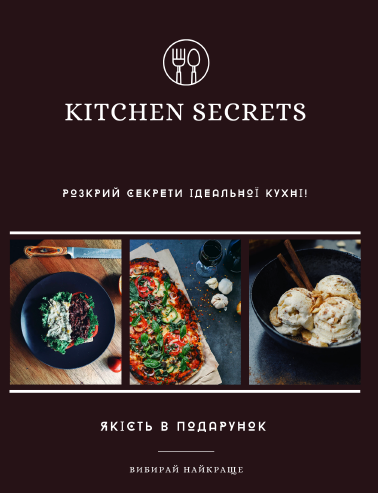 KITCHEN SECRETS
РОЗКРИЙ СЕКРЕТИ ІДЕАЛЬНОЇ КУХНІ!
ЯКІСТЬ В ПОДАРУНОК
ВИБИРАЙ НАЙКРАЩЕ